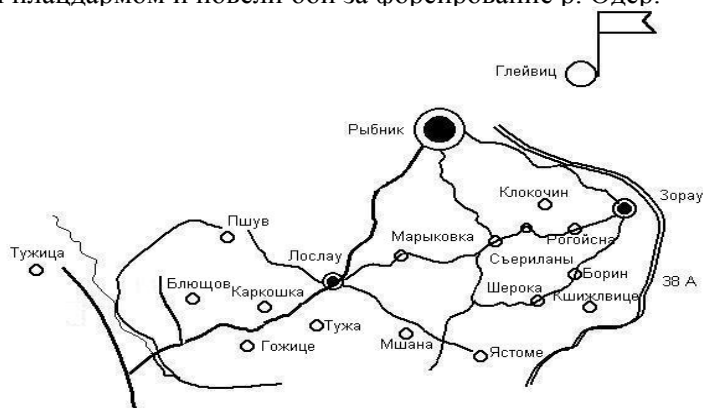 плацдармом и повели бои за форсирование р. Одер.
Глейвиц
Рыбник
Клокочин
Зорау
Пшув
Марыковка
Рогойсна
Тужица
Лослау
Съериланы
Блющов
Каркошка
Борин
38 А
Шерока
Кшижлвице
Тужа
Гожице
Мшана
Ястоме